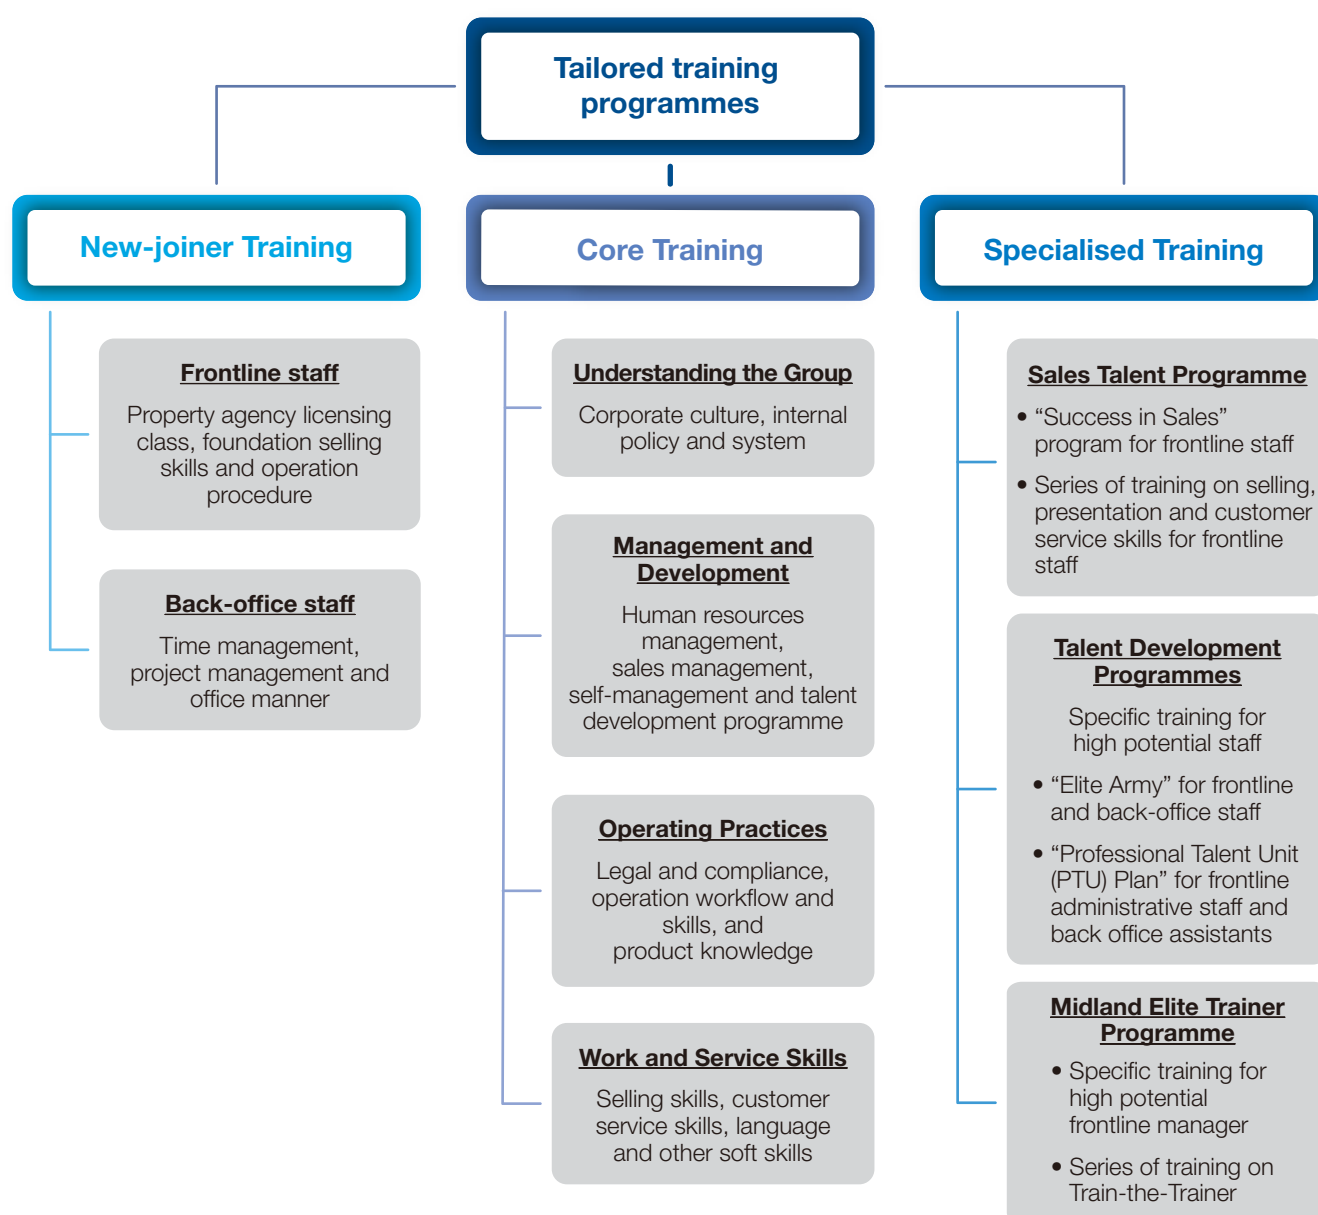 Tailored training
programmes
New-joiner Training
Frontline staff
Property agency licensing
class, foundation selling
skills and operation
procedure
Back-office staff
Time management,
project management and
office manner
Core Training
Understanding the Group
Corporate culture, internal
policy and system
Management and
Development
Human resources
management,
sales management,
self-management and talent
development programme
Operating Practices
Legal and compliance,
operation workflow and
skills, and
product knowledge
Work and Service Skills
Selling skills, customer
service skills, language
and other soft skills
Specialised Training
Sales Talent Programme
• “Success in Sales”
program for frontline staff
• Series of training on selling,
presentation and customer
service skills for frontline
staff
Talent Development
Programmes
Specific training for
high potential staff
• “Elite Army” for frontline
and back-office staff
• “Professional Talent Unit
(PTU) Plan” for frontline
administrative staff and
back office assistants
Midland Elite Trainer
Programme
• Specific training for
high potential
frontline manager
• Series of training on
Train-the-Trainer